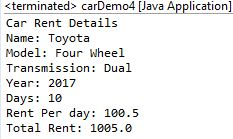 <terminated> carDemo4 [Java Application]
Car Rent Details
Name: Toyota
Model: Four Wheel
Transmission: Dual
Year: 2017
Days: 10
Rent Per day: 100.5
Total Rent: 1005.0